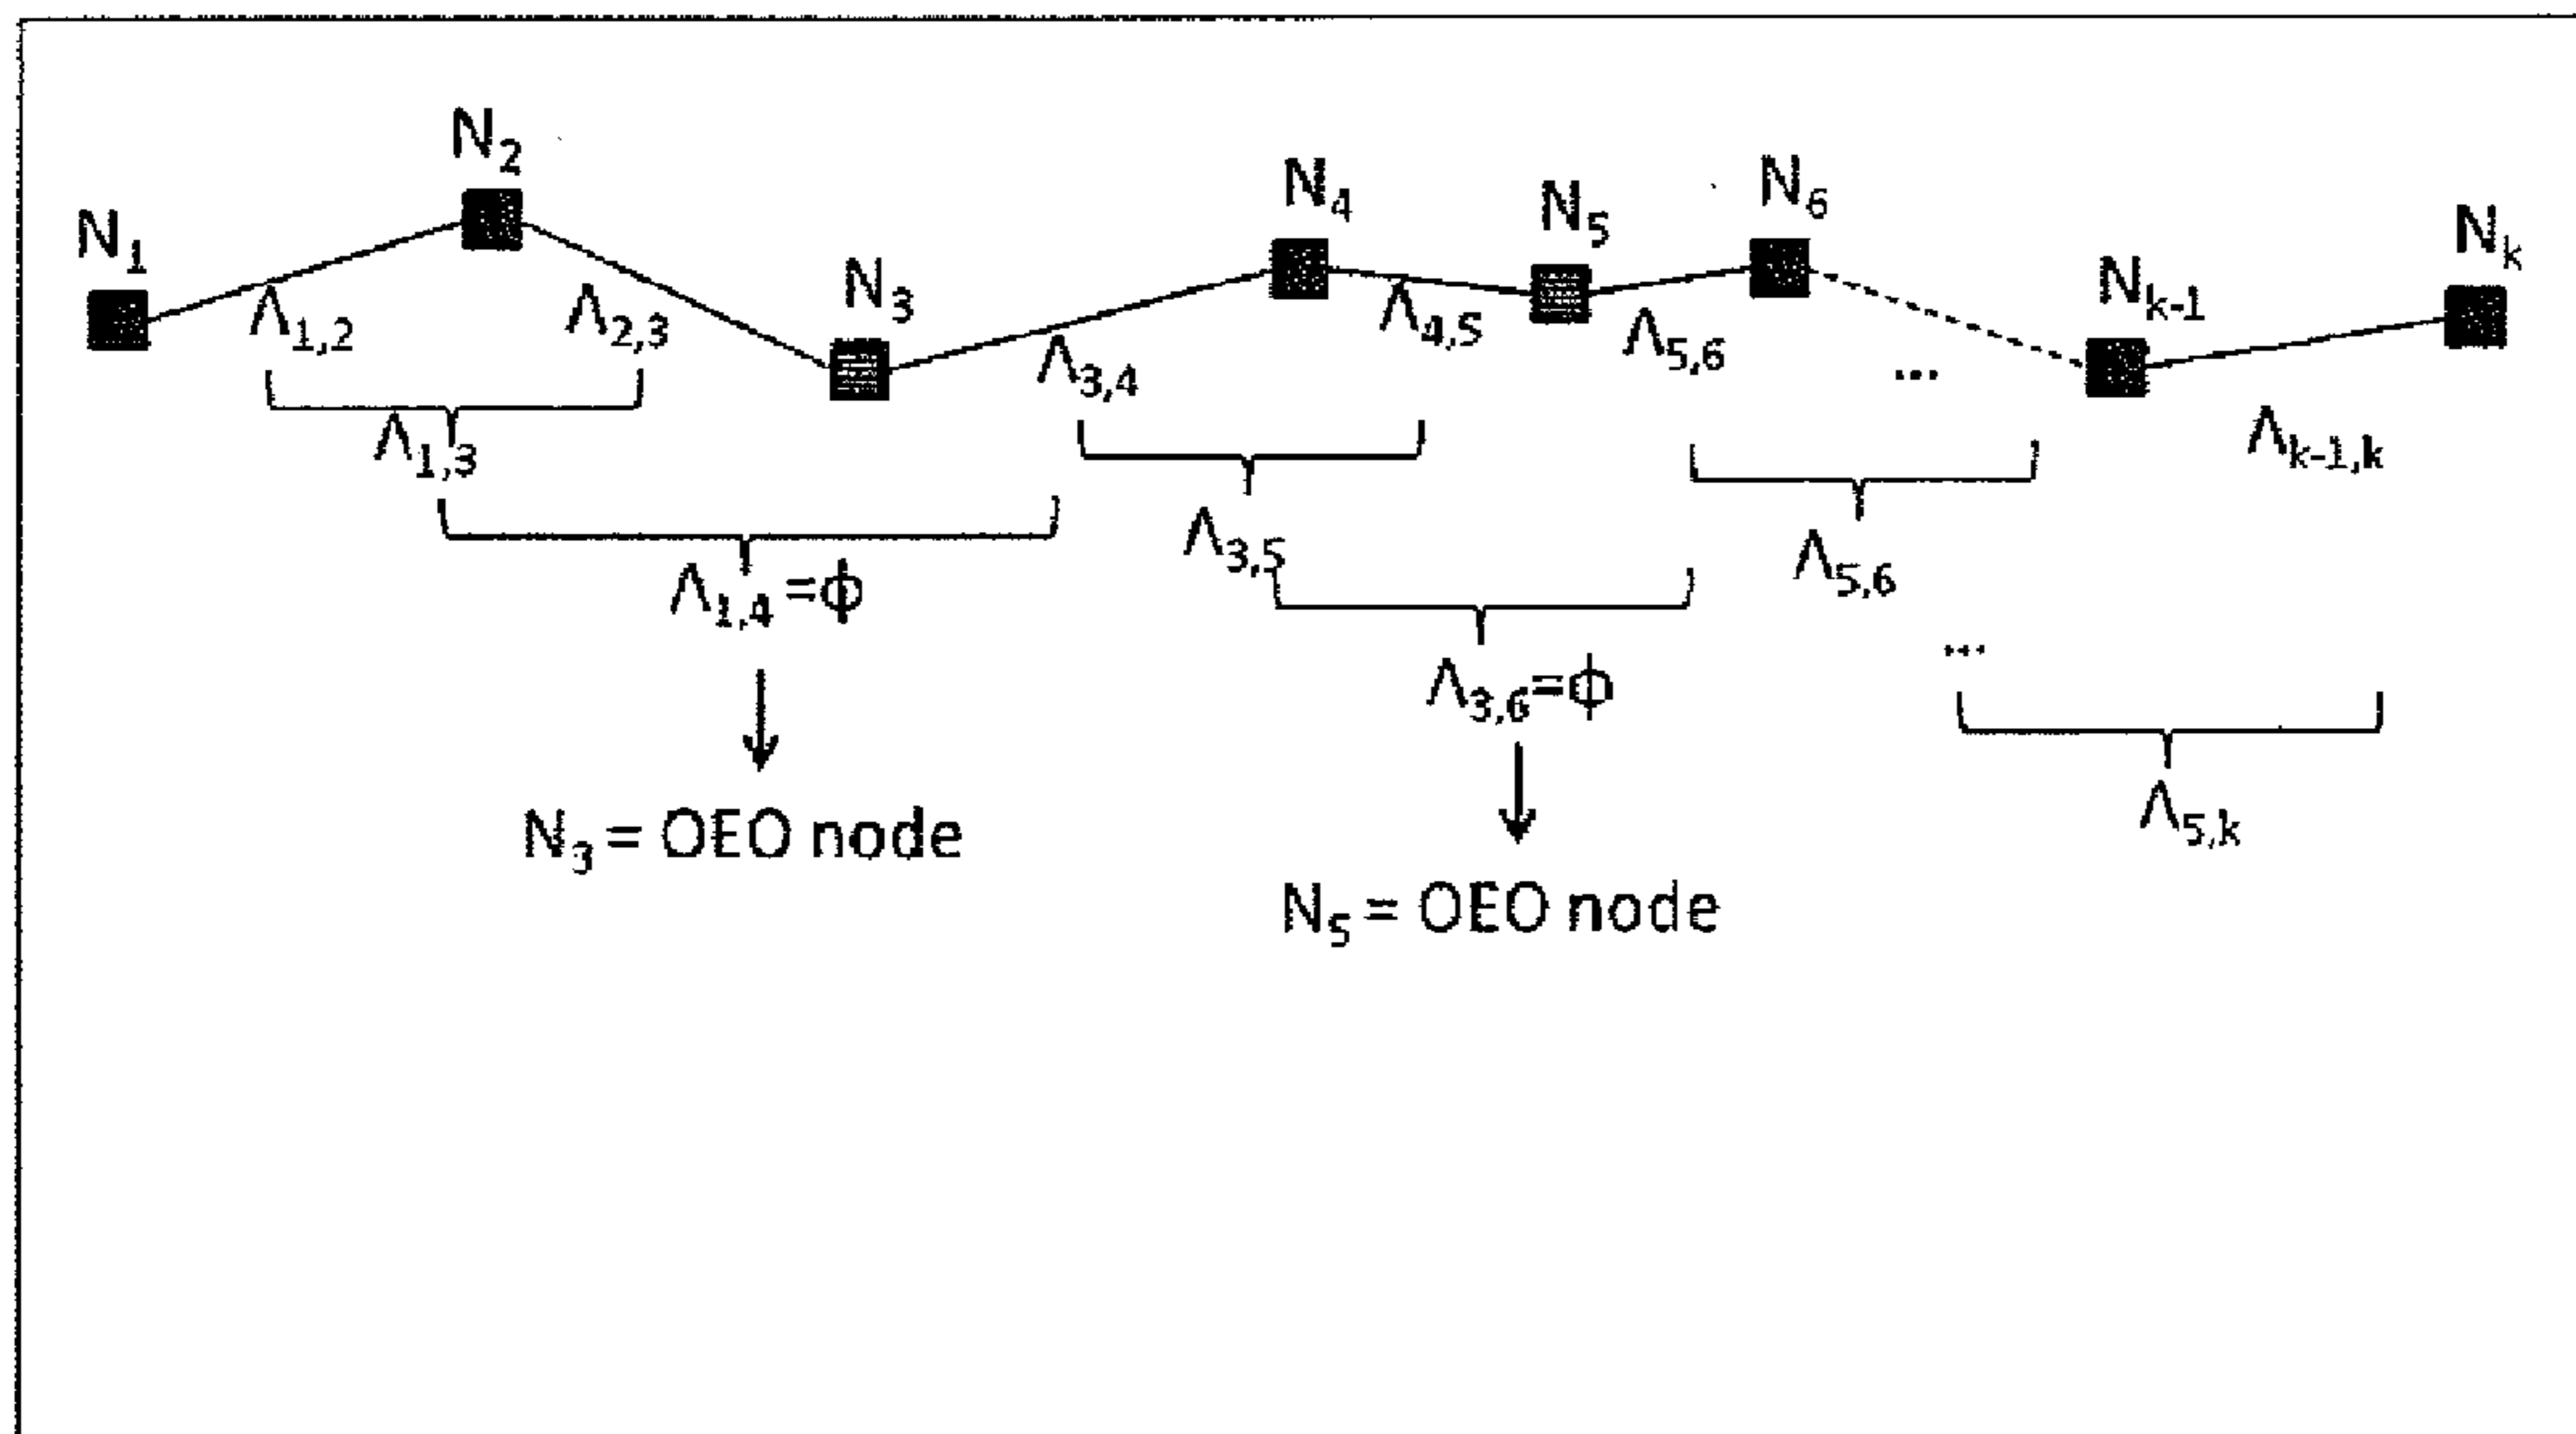 N₂
N₄
N₆
N₅
N₁
Nₖ
N₃
Nₖ₋₁
Λ₁,₂
Λ₂,₃
Λ₃,₄
Λ₄,₅
Λ₅,₆
...
Λₖ₋₁,ₖ
Λ₁,₃
Λ₃,₅
Λ₅,₆
Λ₁,₄ =ϕ
...
Λ₃,₆=ϕ
Λ₅,ₖ
N₃ = OEO node
N₅ = OEO node